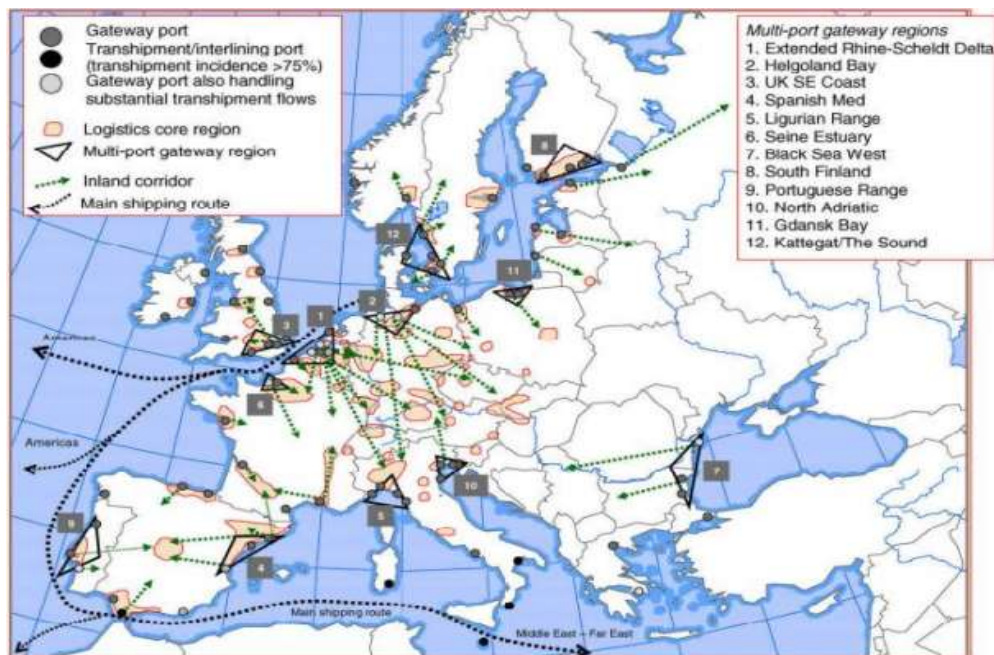 Gateway port
Transhipment/interlining port
(transhipment incidence >75%)
Gateway port also handling
substantial transhipment flows
Logistics core region
Multi-port gateway region
Inland corridor
Main shipping route
Multi-port gateway regions
1. Extended Rhine-Scheldt Delta
2. Helgoland Bay
3. UK SE Coast
4. Spanish Med
5. Ligurian Range
6. Seine Estuary
7. Black Sea West
8. South Finland
9. Portuguese Range
10. North Adriatic
11. Gdansk Bay
12. Kattegat/The Sound
8
12
11
2
1
3
Americas
6
Americas
10
7
5
9
4
Main shipping route
Middle East – Far East